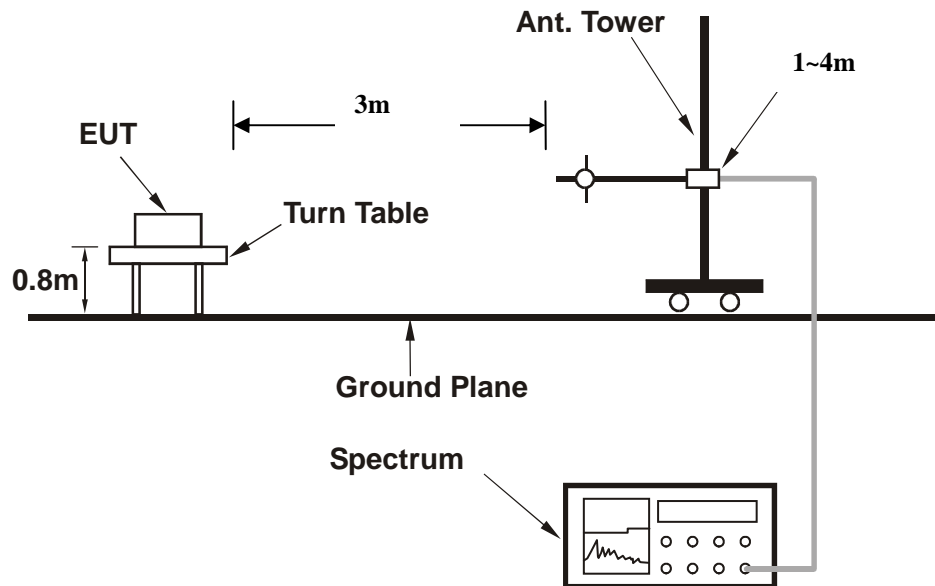 Ant. Tower
1~4m
3m
EUT
Turn Table
0.8m
Ground Plane
Spectrum